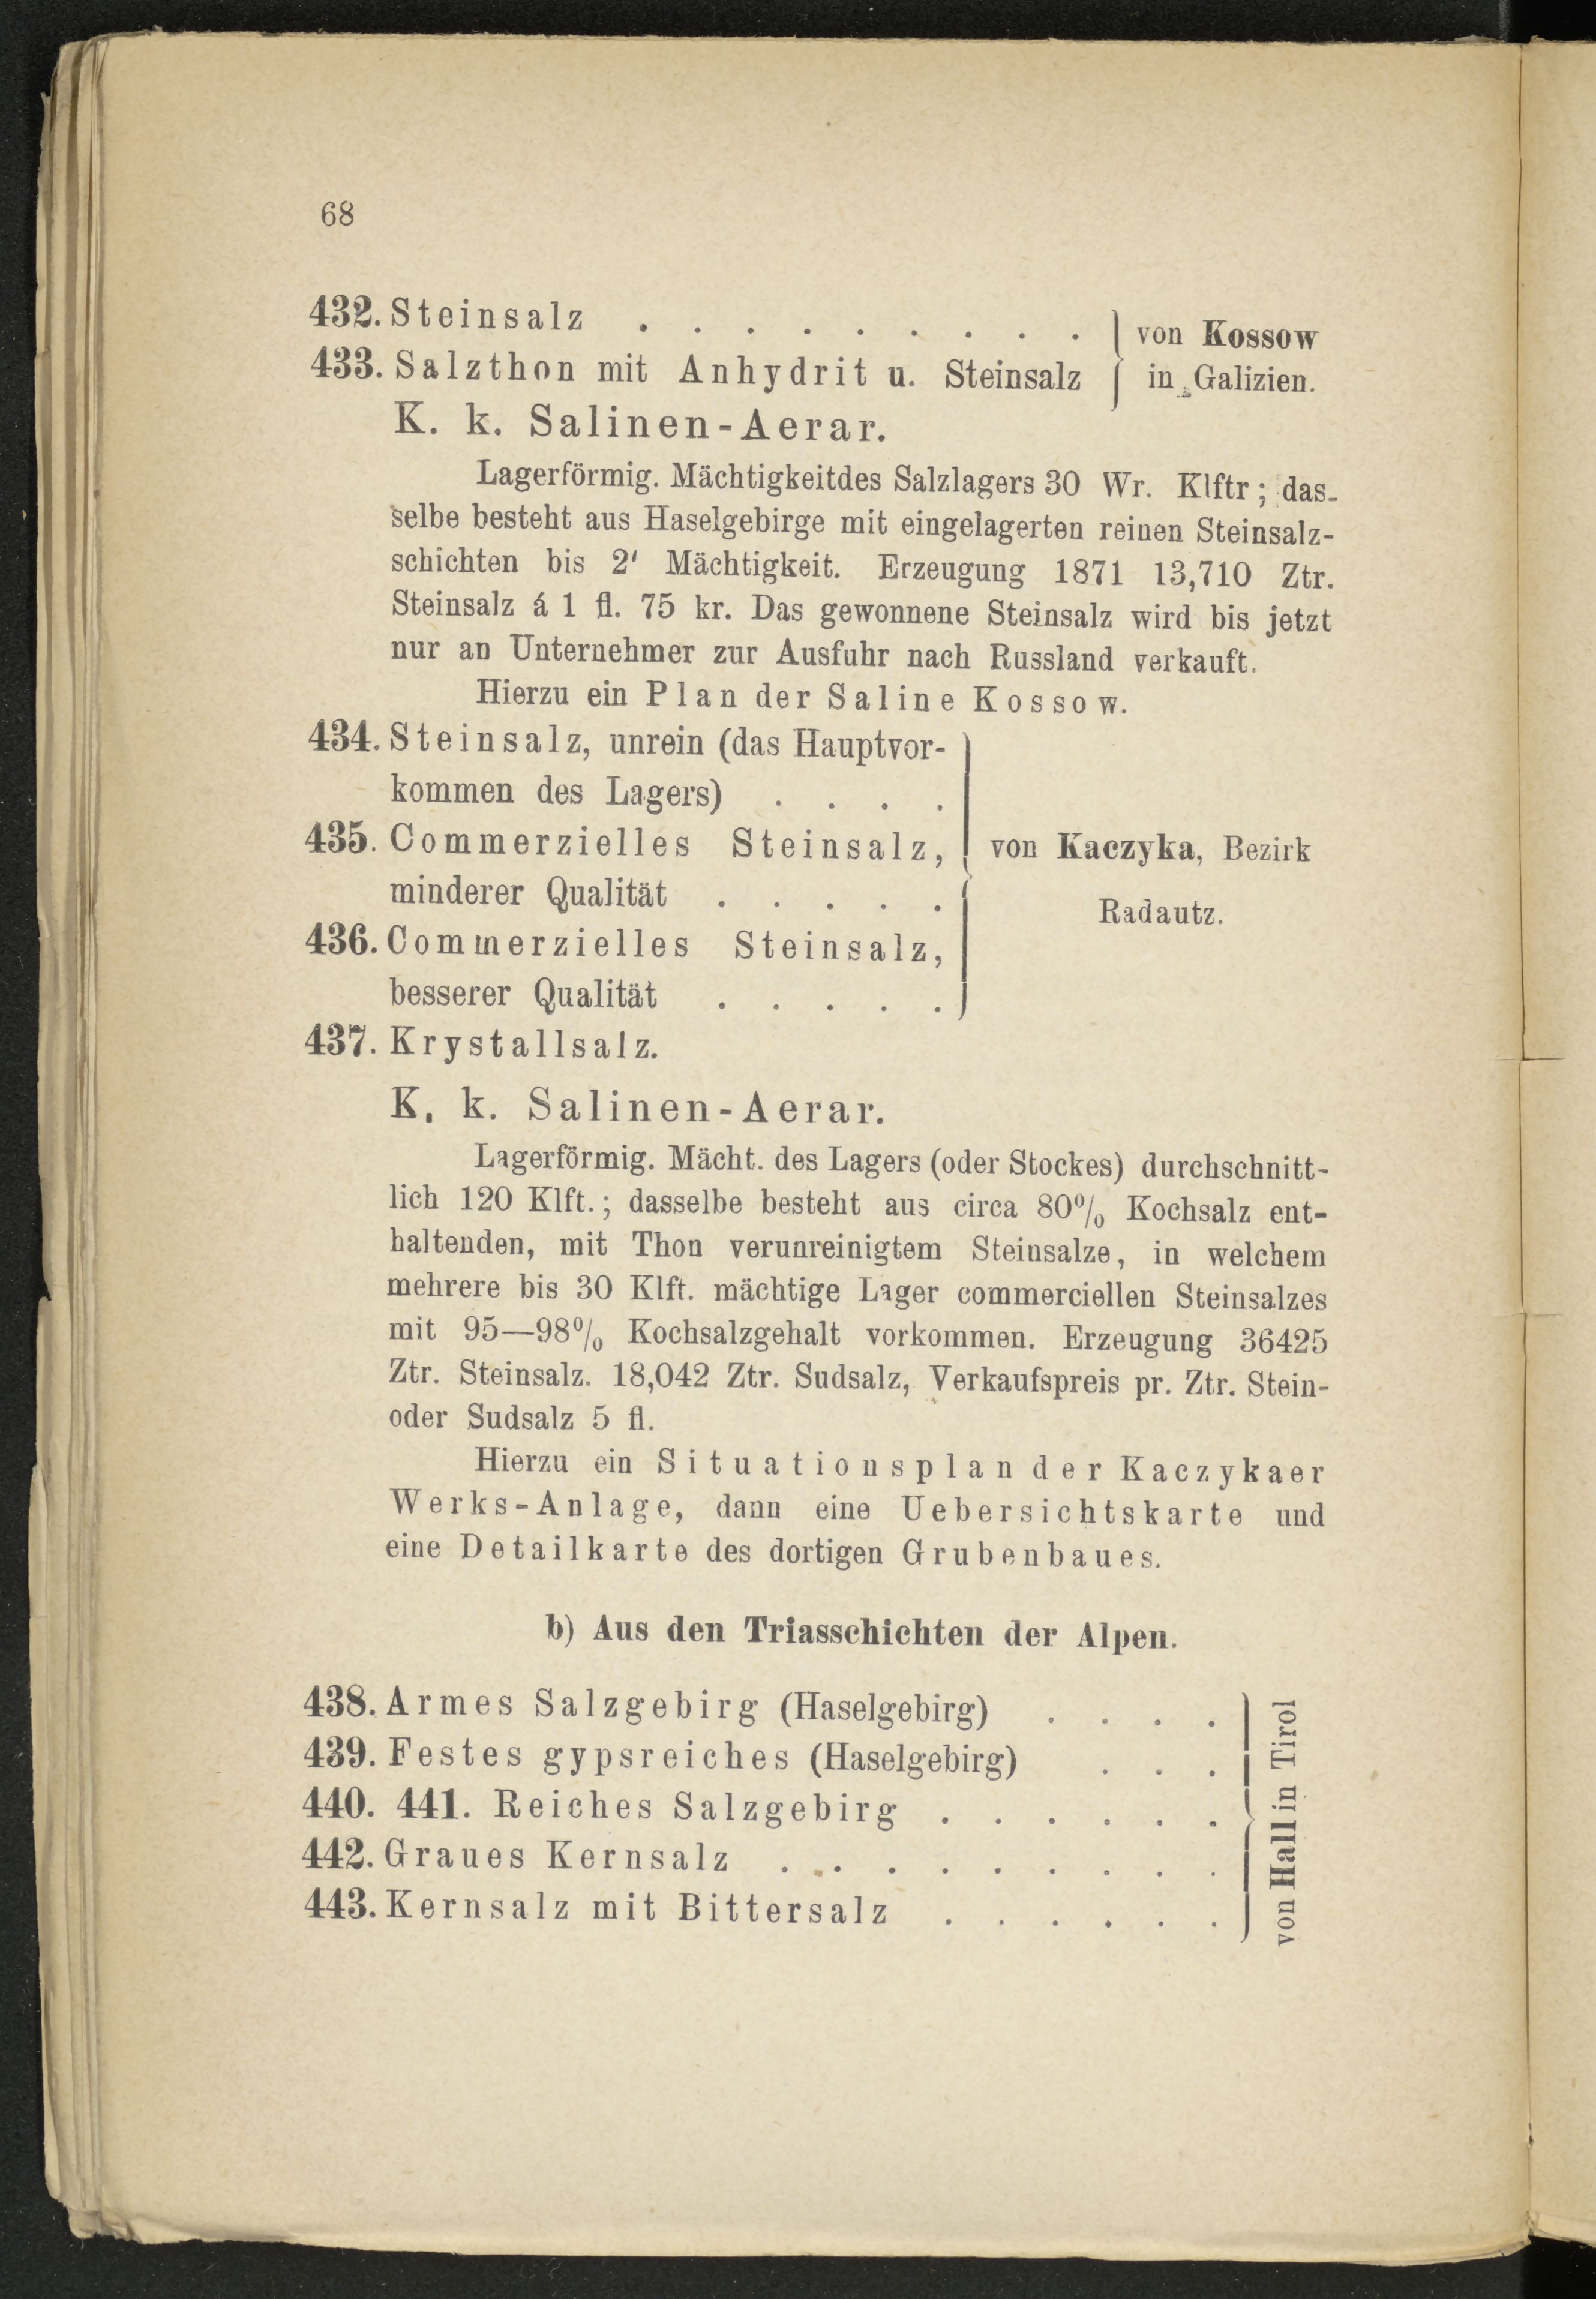 68
432. Steinsalz . . . . . . . . . von Kossow
433. Salzthon mit Anhydrit u. Steinsalz in Galizien.
K. k. Salinen-Aerar.
Lagerförmig. Mächtigkeitdes Salzlagers 30 Wr. Klftr; das-
selbe besteht aus Haselgebirge mit eingelagerten reinen Steinsalz-
schichten bis 2' Mächtigkeit. Erzeugung 1871 13,710 Ztr.
Steinsalz á 1 fl. 75 kr. Das gewonnene Steinsalz wird bis jetzt
nur an Unternehmer zur Ausfuhr nach Russland verkauft.
Hierzu ein Plan der Saline Kossow.
434. Steinsalz, unrein (das Hauptvor-
kommen des Lagers) . . . .
435. Commerzielles Steinsalz, von Kaczyka, Bezirk
minderer Qualität . . . . . Radautz.
436. Commerzielles Steinsalz,
besserer Qualität . . . . .
437. Krystallsalz.
K. k. Salinen-Aerar.
Lagerförmig. Mächt. des Lagers (oder Stockes) durchschnitt-
lich 120 Klft.; dasselbe besteht aus circa 80% Kochsalz ent-
haltenden, mit Thon verunreinigtem Steinsalze, in welchem
mehrere bis 30 Klft. mächtige Lager commerciellen Steinsalzes
mit 95—98% Kochsalzgehalt vorkommen. Erzeugung 36425
Ztr. Steinsalz. 18,042 Ztr. Sudsalz, Verkaufspreis pr. Ztr. Stein-
oder Sudsalz 5 fl.
Hierzu ein Situationsplan der Kaczykaer
Werks-Anlage, dann eine Uebersichtskarte und
eine Detailkarte des dortigen Grubenbaues.
b) Aus den Triasschichten der Alpen.
438. Armes Salzgebirg (Haselgebirg) . . . .
439. Festes gypsreiches (Haselgebirg) . . .
440. 441. Reiches Salzgebirg . . . . . .
442. Graues Kernsalz . . . . . . . . .
443. Kernsalz mit Bittersalz . . . . . .
von Hall in Tirol